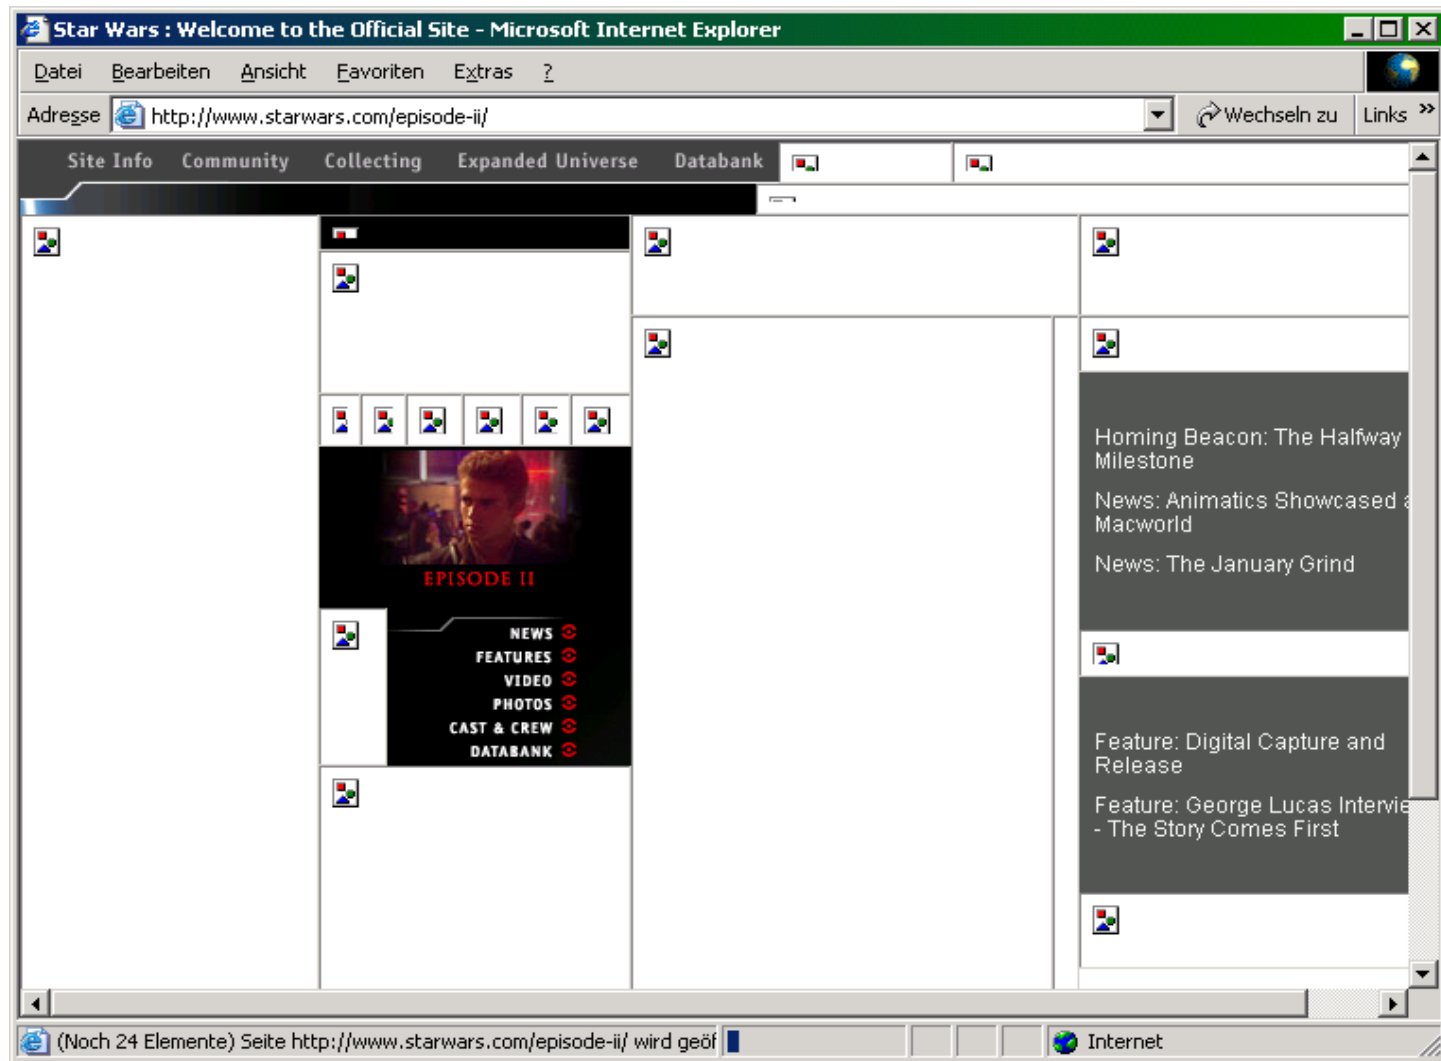 Star Wars : Welcome to the Official Site - Microsoft Internet Explorer
Datei Bearbeiten Ansicht Favoriten Extras ?
Adresse http://www.starwars.com/episode-ii/ Wechseln zu Links »
Site Info Community Collecting Expanded Universe Databank
EPISODE II
NEWS
FEATURES
VIDEO
PHOTOS
CAST & CREW
DATABANK
Homing Beacon: The Halfway
Milestone
News: Animatics Showcased a
Macworld
News: The January Grind
Feature: Digital Capture and
Release
Feature: George Lucas Intervie
- The Story Comes First
(Noch 24 Elemente) Seite http://www.starwars.com/episode-ii/ wird geöf Internet